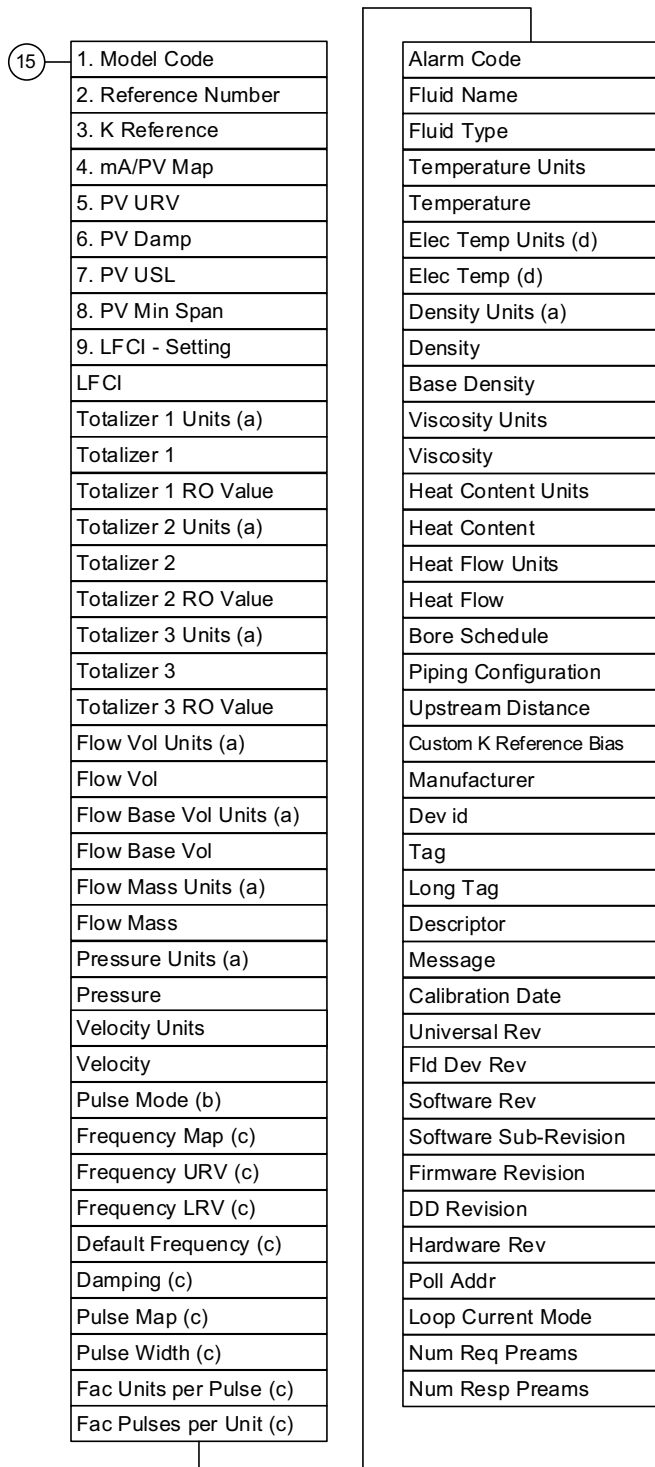 15
1. Model Code
2. Reference Number
3. K Reference
4. mA/PV Map
5. PV URV
6. PV Damp
7. PV USL
8. PV Min Span
9. LFCI - Setting
LFCI
Totalizer 1 Units (a)
Totalizer 1
Totalizer 1 RO Value
Totalizer 2 Units (a)
Totalizer 2
Totalizer 2 RO Value
Totalizer 3 Units (a)
Totalizer 3
Totalizer 3 RO Value
Flow Vol Units (a)
Flow Vol
Flow Base Vol Units (a)
Flow Base Vol
Flow Mass Units (a)
Flow Mass
Pressure Units (a)
Pressure
Velocity Units
Velocity
Pulse Mode (b)
Frequency Map (c)
Frequency URV (c)
Frequency LRV (c)
Default Frequency (c)
Damping (c)
Pulse Map (c)
Pulse Width (c)
Fac Units per Pulse (c)
Fac Pulses per Unit (c)
Alarm Code
Fluid Name
Fluid Type
Temperature Units
Temperature
Elec Temp Units (d)
Elec Temp (d)
Density Units (a)
Density
Base Density
Viscosity Units
Viscosity
Heat Content Units
Heat Content
Heat Flow Units
Heat Flow
Bore Schedule
Piping Configuration
Upstream Distance
Custom K Reference Bias
Manufacturer
Dev id
Tag
Long Tag
Descriptor
Message
Calibration Date
Universal Rev
Fld Dev Rev
Software Rev
Software Sub-Revision
Firmware Revision
DD Revision
Hardware Rev
Poll Addr
Loop Current Mode
Num Req Preams
Num Resp Preams